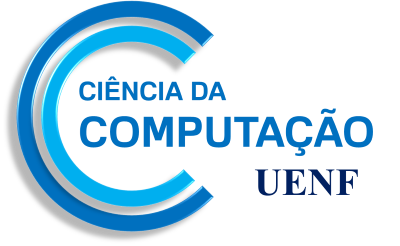 CIÊNCIA DA
COMPUTAÇÃO
UENF